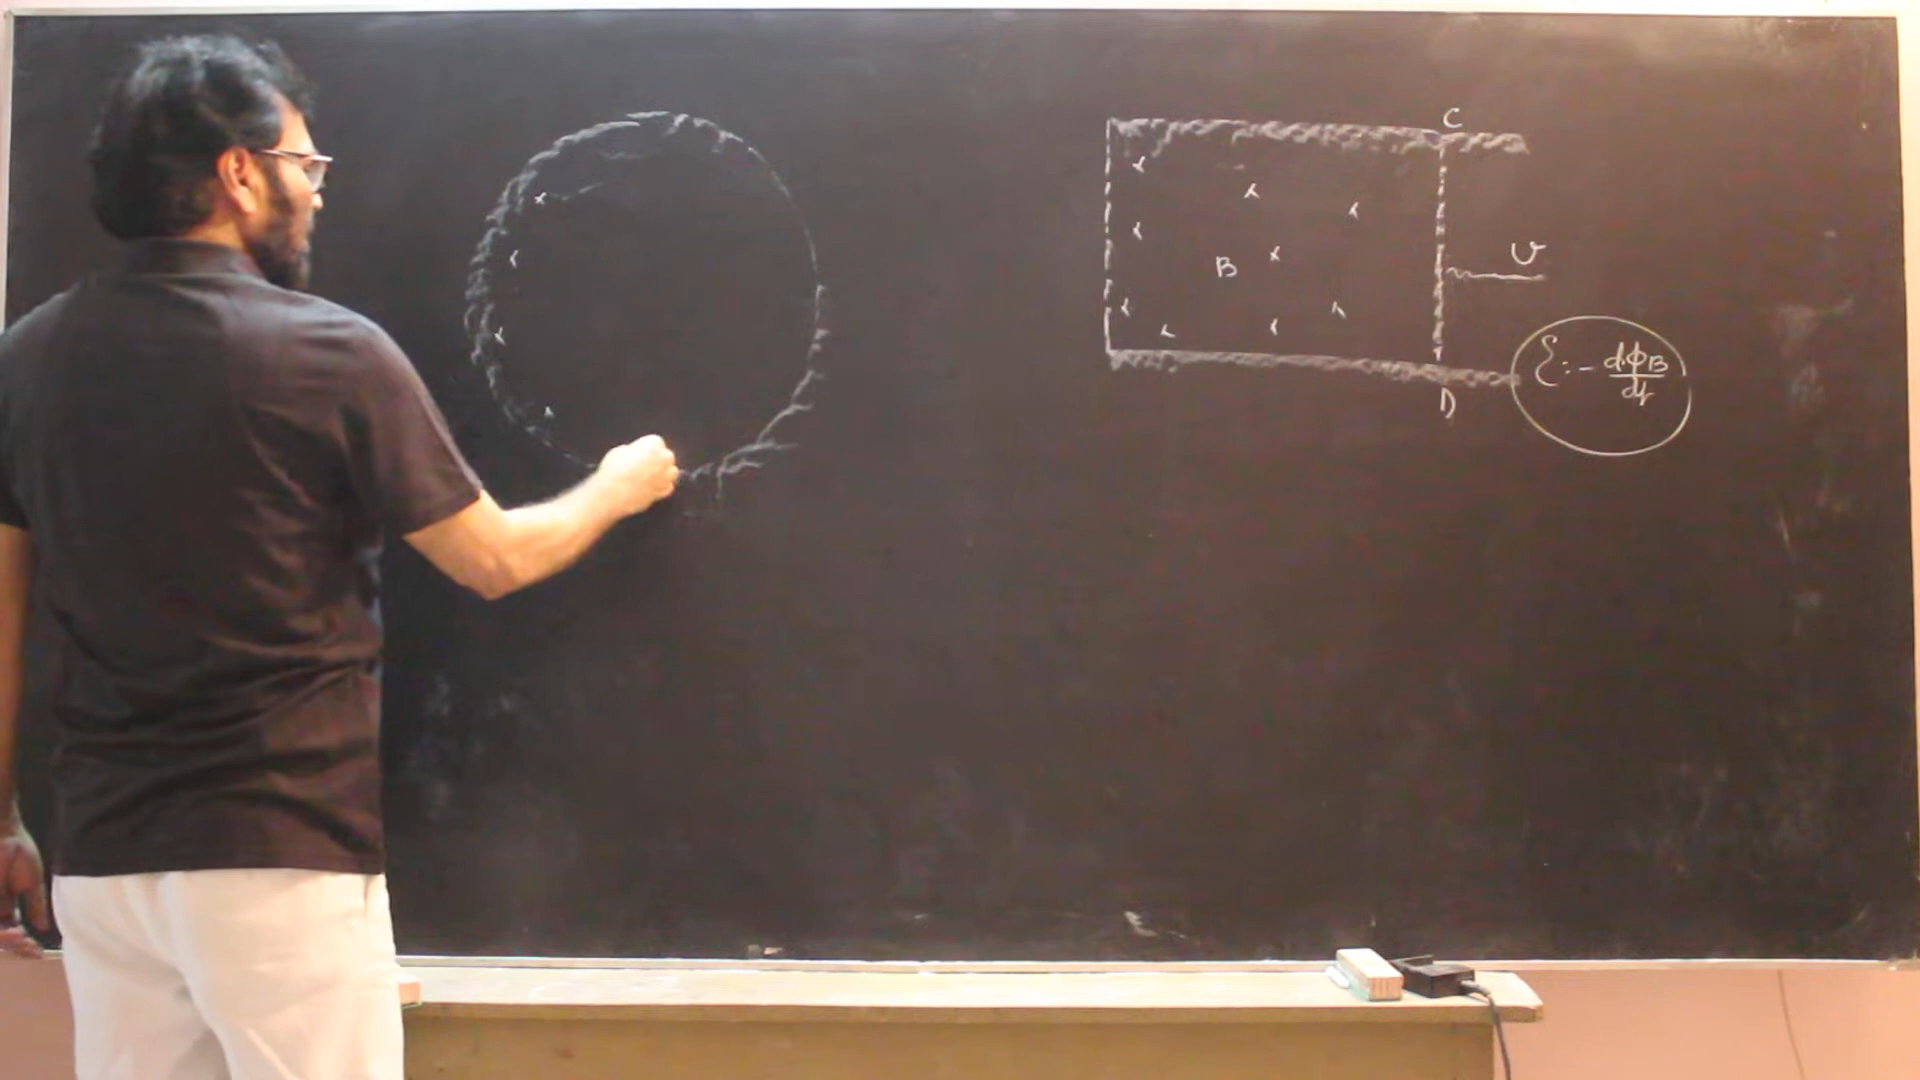 C
B
v
ℰ = - dΦB/dt
D